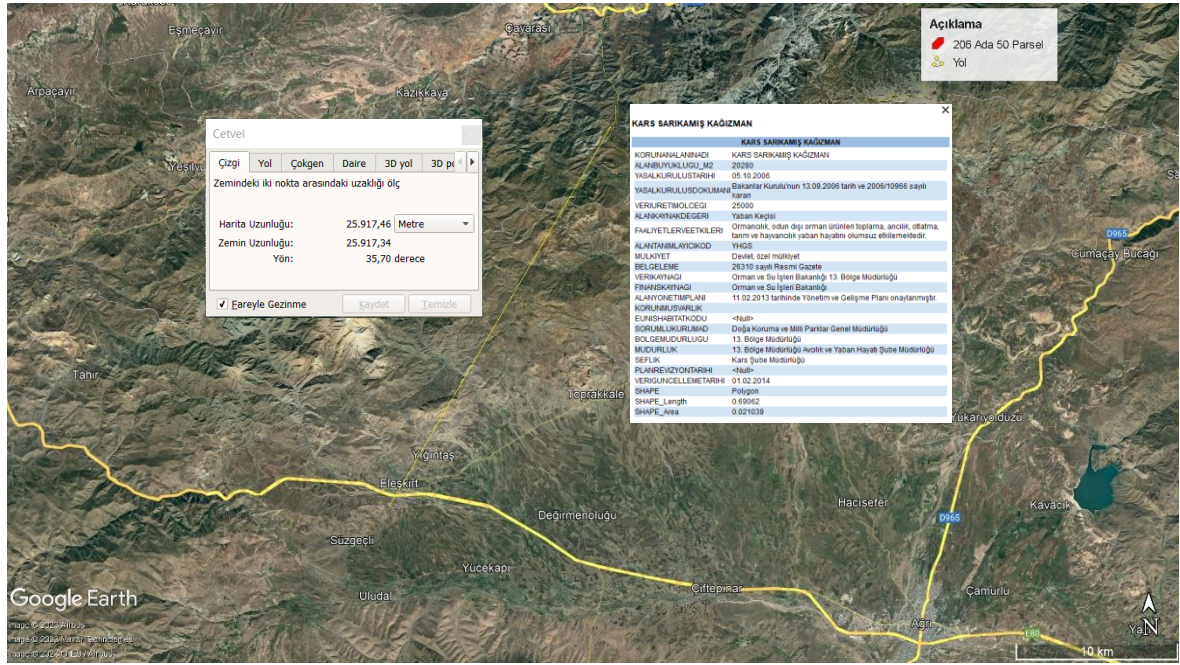 Eşmeçayır
Çayarası
Arpaçayır
Kazıkkaya
Açıklama
206 Ada 50 Parsel
Yol
Cetvel
Çizgi
Yol
Çokgen
Daire
3D yol
Zemindeki iki nokta arasındaki uzaklığı ölç
Harita Uzunluğu: 25.917,46 Metre
Zemin Uzunluğu: 25.917,34
Yön: 35,70 derece
Fareyle Gezinme
Kaydet
Temizle
KARS SARIKAMIŞ KAĞIZMAN
KARS SARIKAMIŞ KAĞIZMAN
KORUNANALANINADI KARS SARIKAMIŞ KAĞIZMAN
ALANBUYUKLUGU_M2 20280
YASALKURULUSTARIHI 05.10.2006
YASALKURULUSDOKUMANI Bakanlar Kurulu'nun 13.09.2006 tarih ve 2006/10966 sayılı
kararı
VERIURETIMOLCEGI 25000
ALANKAYNAKDEGERI Yaban Keçisi
FAALIYETLERVEETKILERI Ormancılık, odun dışı orman ürünleri toplama, arıcılık, otlatma,
tarım ve hayvancılık yaban hayatını olumsuz etkilemektedir.
ALANTANIMLAYICIKOD YHGS
MULKIYET Devlet, özel mülkiyet
BELGELEME 26310 sayılı Resmi Gazete
VERIKAYNAGI Orman ve Su İşleri Bakanlığı 13. Bölge Müdürlüğü
FINANSKAYNAGI Orman ve Su İşleri Bakanlığı
ALANYONETIMPLANI 11.02.2013 tarihinde Yönetim ve Gelişme Planı onaylanmıştır.
KORUNMUSVARLIK
EUNISHABITATKODU <Null>
SORUMLUKURUMAD Doğa Koruma ve Milli Parklar Genel Müdürlüğü
BOLGEMUDURLUGU 13. Bölge Müdürlüğü
MUDURLUK 13. Bölge Müdürlüğü Avcılık ve Yaban Hayatı Şube Müdürlüğü
SEFLIK Kars Şube Müdürlüğü
PLANREVIZYONTARIHI <Null>
VERIGUNCELLEMETARIHI 01.02.2014
SHAPE Polygon
SHAPE_Length 0.69062
SHAPE_Area 0.021039
D965
Cumaçay Bucağı
Tahir
Toprakkale
Yukarıyoldüzü
Yığıntaş
Eleşkirt
Hacısefer
Kavacık
D965
Değirmenoluğu
Süzgeçli
Yücekapı
Uludal
Çiftepınar
Çamurlu
Ağrı
E80
N
10 km
Google Earth